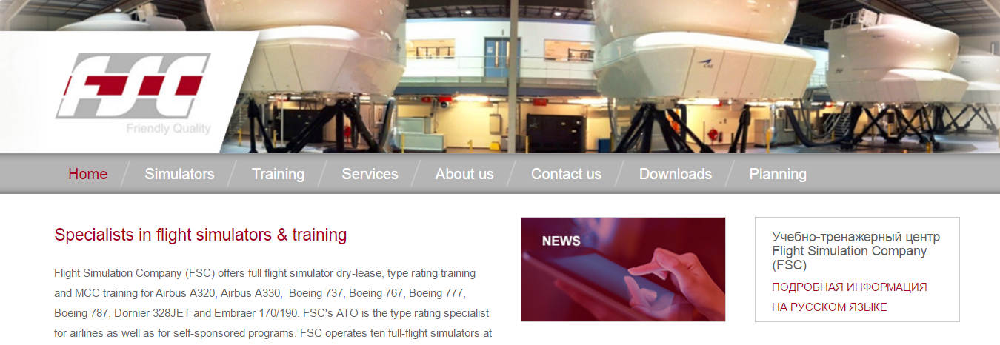 FSC
Friendly Quality
CAE
Home
Simulators
Training
Services
About us
Contact us
Downloads
Planning
Specialists in flight simulators & training
Flight Simulation Company (FSC) offers full flight simulator dry-lease, type rating training
and MCC training for Airbus A320, Airbus A330,  Boeing 737, Boeing 767, Boeing 777,
Boeing 787, Dornier 328JET and Embraer 170/190. FSC's ATO is the type rating specialist
for airlines as well as for self-sponsored programs. FSC operates ten full-flight simulators at
NEWS
Учебно-тренажерный центр
Flight Simulation Company
(FSC)
ПОДРОБНАЯ ИНФОРМАЦИЯ
НА РУССКОМ ЯЗЫКЕ